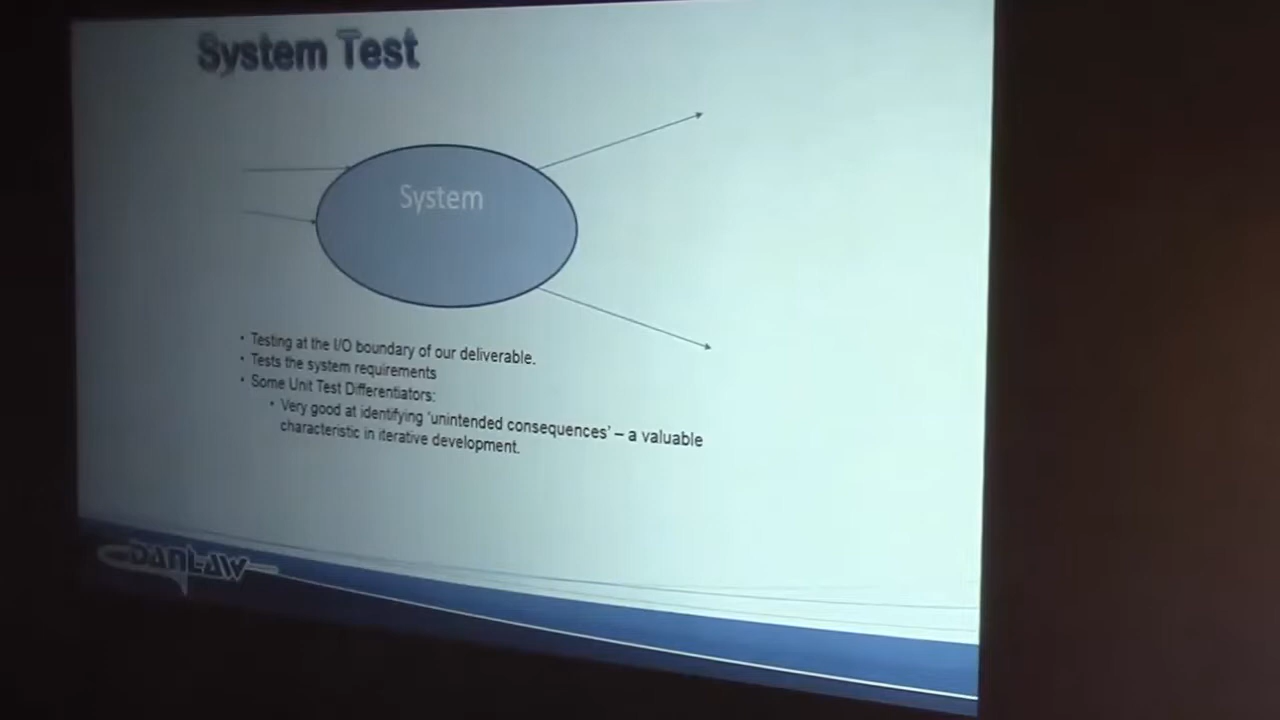 System Test
System
• Testing at the I/O boundary of our deliverable.
• Tests the system requirements
• Some Unit Test Differentiators:
• Very good at identifying ‘unintended consequences’ – a valuable
characteristic in iterative development.
DANLAW